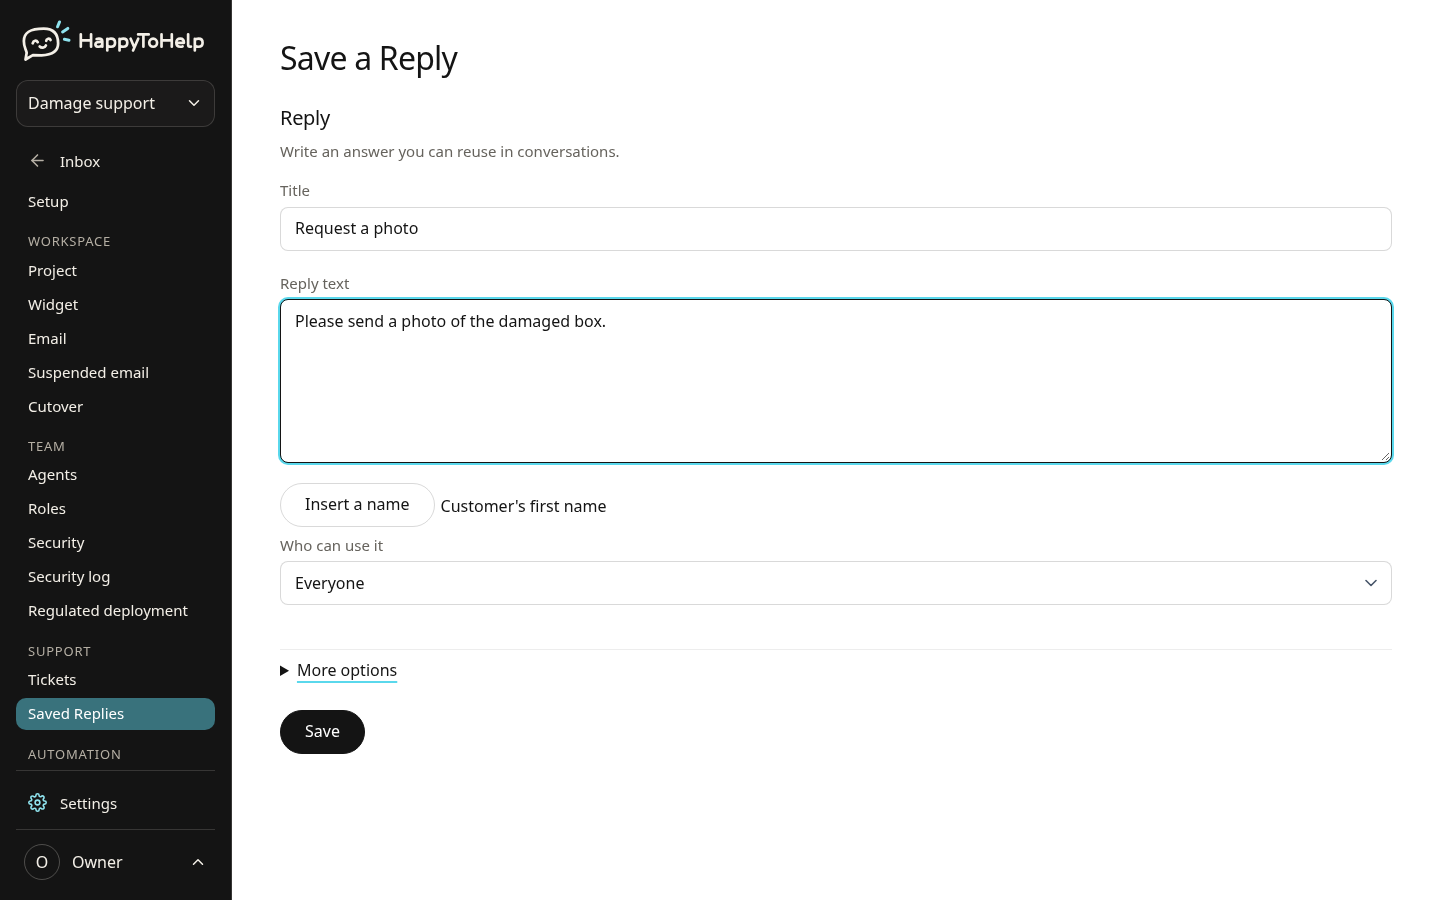 HappyToHelp
Damage support
Inbox
Setup
WORKSPACE
Project
Widget
Email
Suspended email
Cutover
TEAM
Agents
Roles
Security
Security log
Regulated deployment
SUPPORT
Tickets
Saved Replies
AUTOMATION
Settings
O Owner
Save a Reply
Reply
Write an answer you can reuse in conversations.
Title
Request a photo
Reply text
Please send a photo of the damaged box.
Insert a name Customer's first name
Who can use it
Everyone
More options
Save